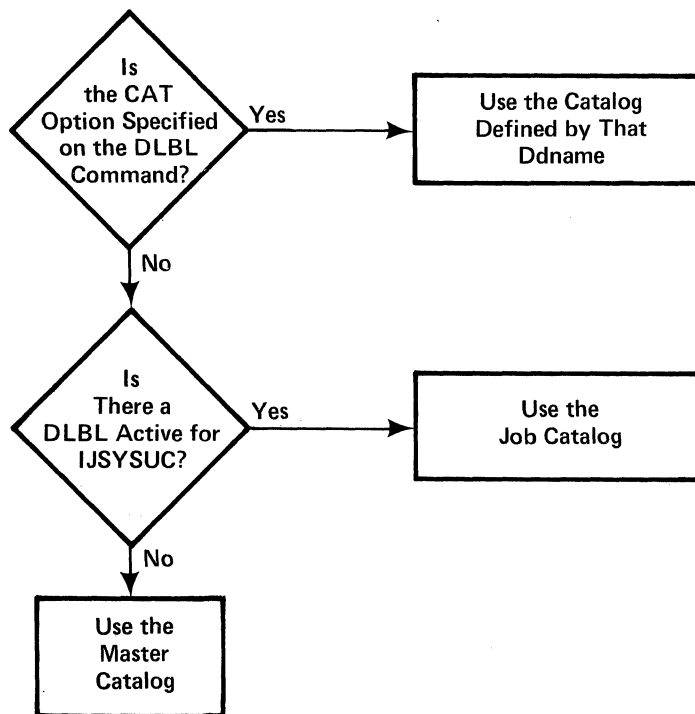 Is
the CAT
Option Specified
on the DLBL
Command?
Yes
Use the Catalog
Defined by That
Ddname
No
Is
There a
DLBL Active for
IJSYSUC?
Yes
Use the
Job Catalog
No
Use the
Master
Catalog